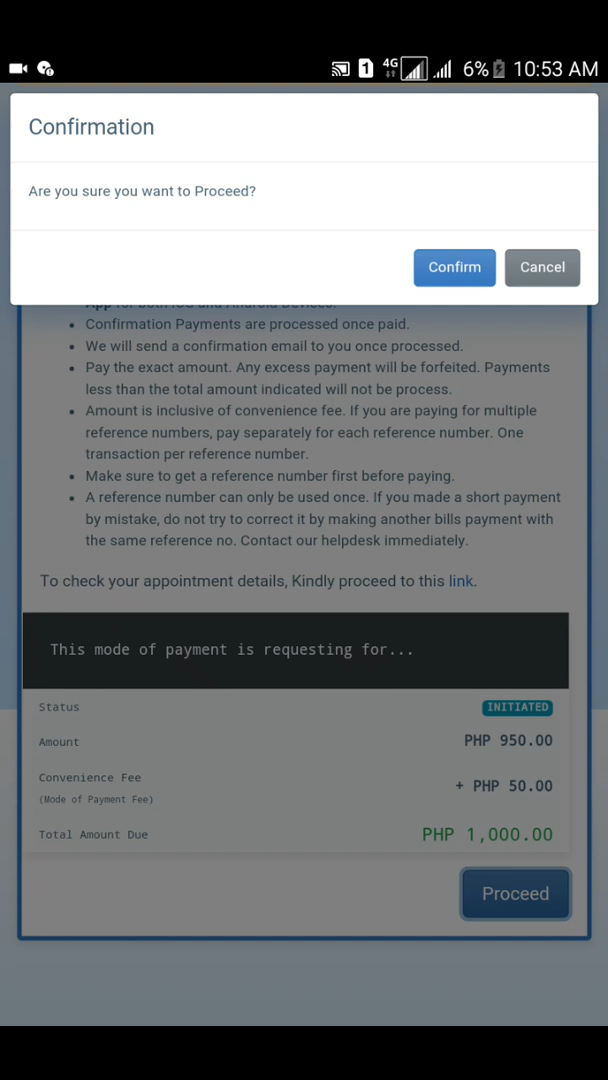 1 4G 6% 10:53 AM
Confirmation
Are you sure you want to Proceed?
Confirm Cancel
App for both iOS and Android Devices.
• Confirmation Payments are processed once paid.
• We will send a confirmation email to you once processed.
• Pay the exact amount. Any excess payment will be forfeited. Payments
less than the total amount indicated will not be process.
• Amount is inclusive of convenience fee. If you are paying for multiple
reference numbers, pay separately for each reference number. One
transaction per reference number.
• Make sure to get a reference number first before paying.
• A reference number can only be used once. If you made a short payment
by mistake, do not try to correct it by making another bills payment with
the same reference no. Contact our helpdesk immediately.
To check your appointment details, Kindly proceed to this link.
This mode of payment is requesting for...
Status INITIATED
Amount PHP 950.00
Convenience Fee
(Mode of Payment Fee) + PHP 50.00
Total Amount Due PHP 1,000.00
Proceed